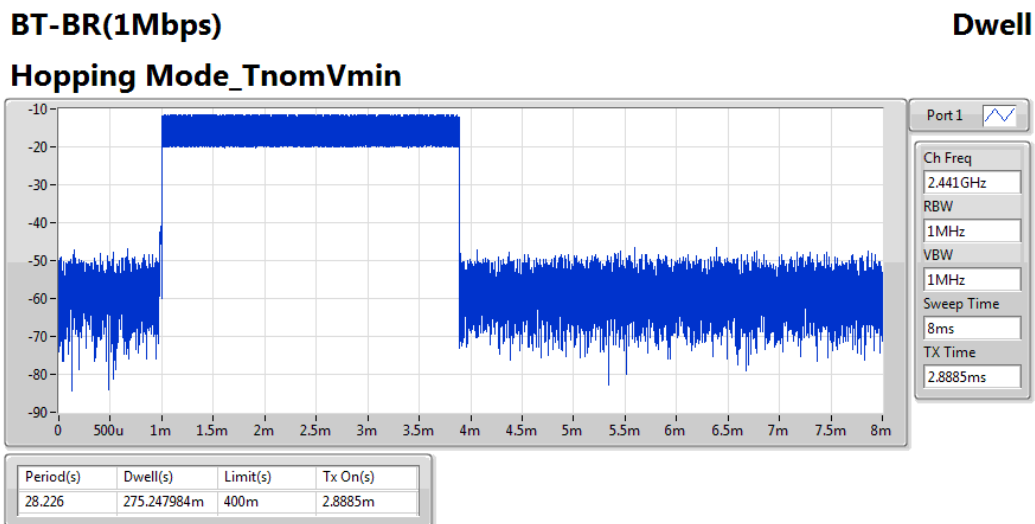 BT-BR(1Mbps) Dwell
Hopping Mode_TnomVmin
-10
-20
-30
-40
-50
-60
-70
-80
-90
0 500u 1m 1.5m 2m 2.5m 3m 3.5m 4m 4.5m 5m 5.5m 6m 6.5m 7m 7.5m 8m
Port 1
Ch Freq
2.441GHz
RBW
1MHz
VBW
1MHz
Sweep Time
8ms
TX Time
2.8885ms
Period(s) Dwell(s) Limit(s) Tx On(s)
28.226 275.247984m 400m 2.8885m